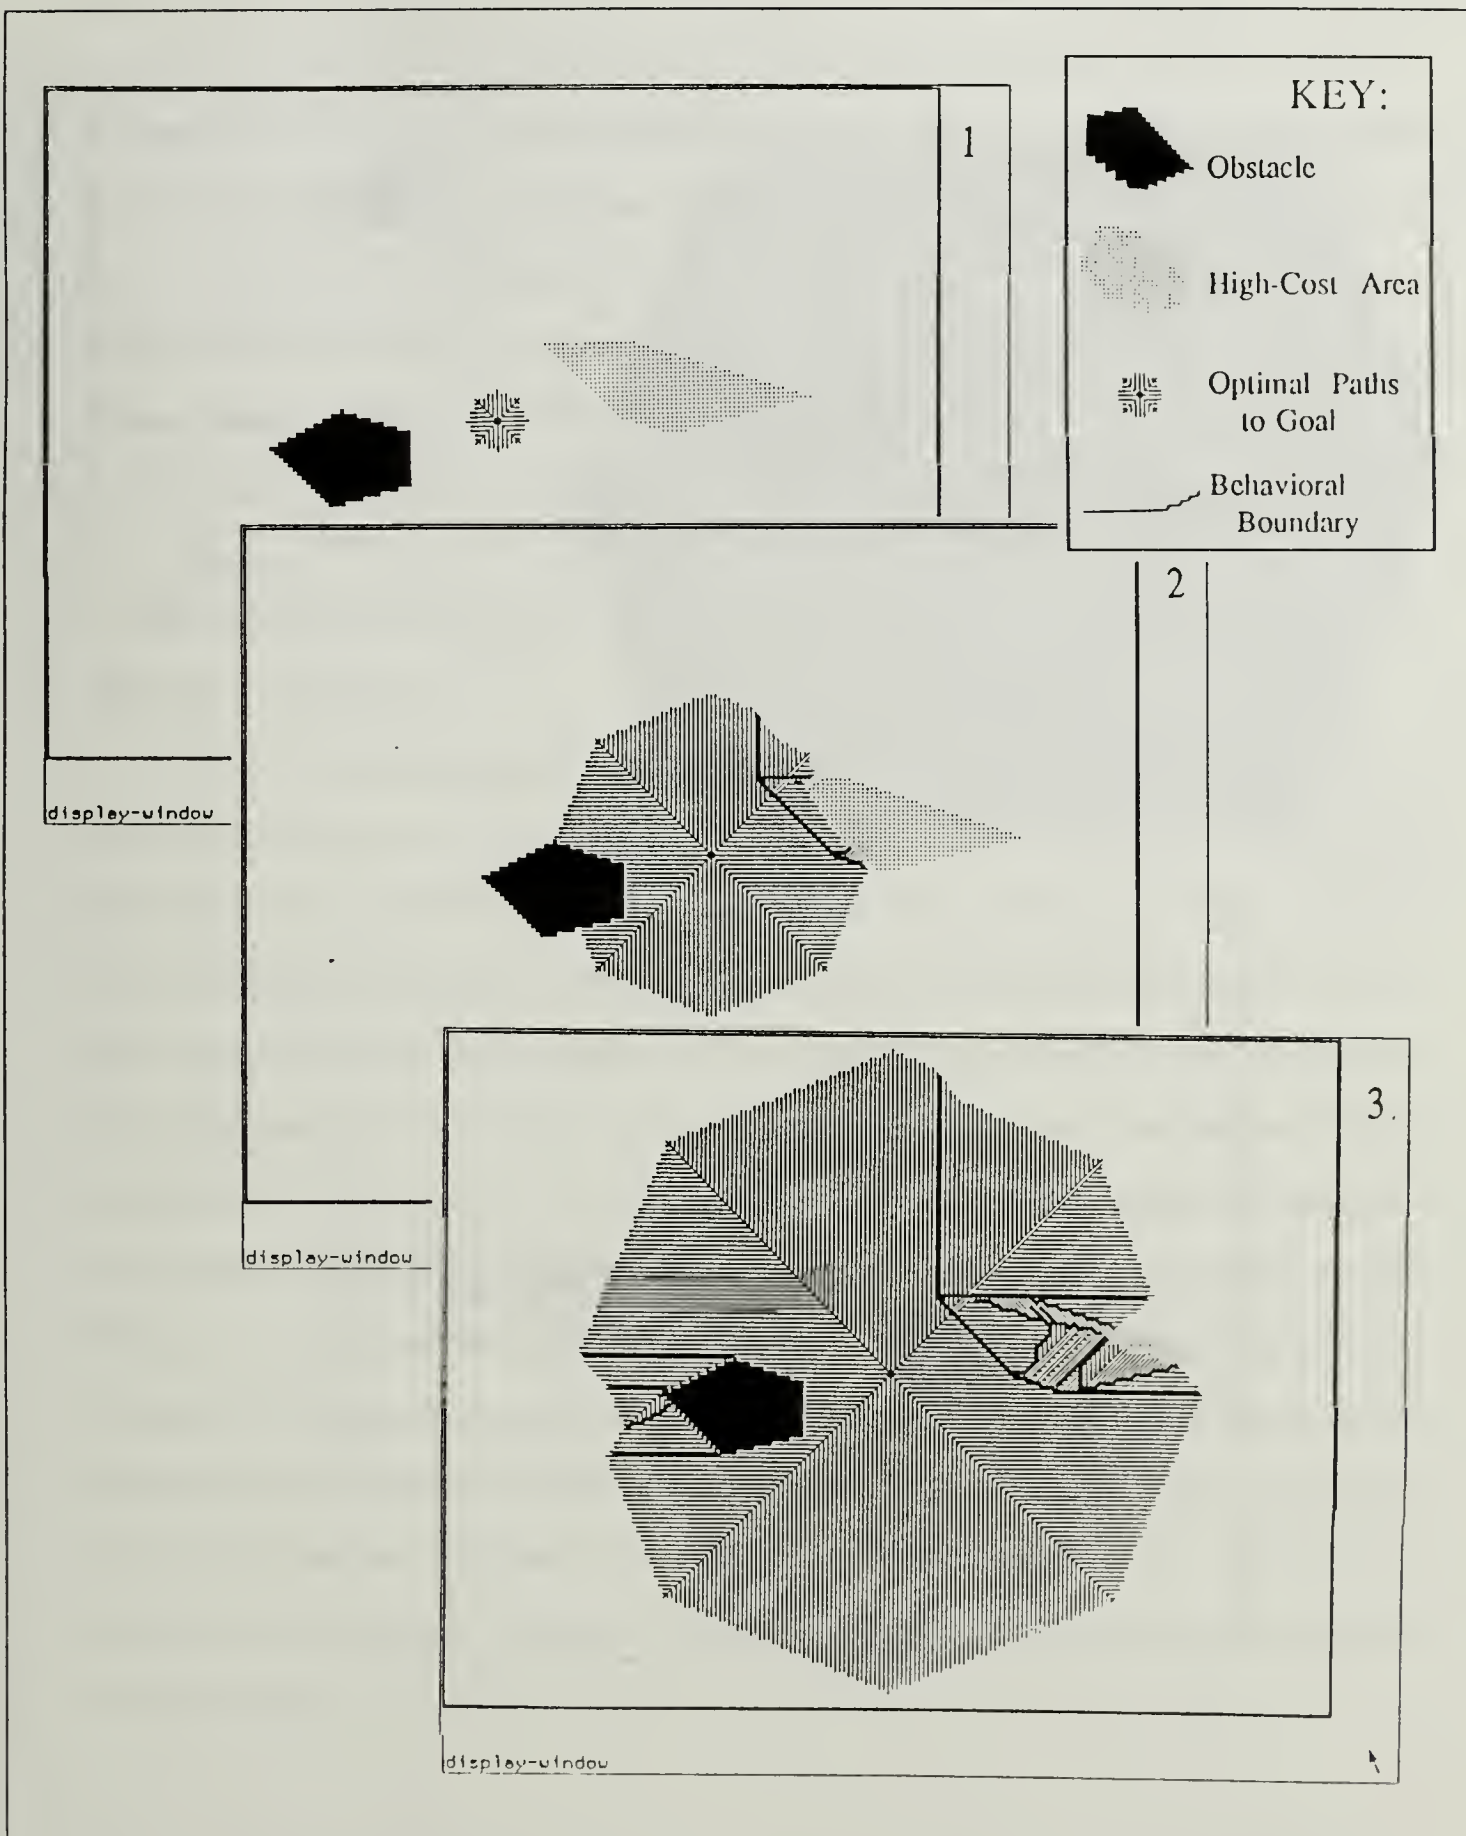 KEY:
1
Obstacle
High-Cost Area
Optimal Paths
to Goal
Behavioral
Boundary
2
display-window
3.
display-window
display-window